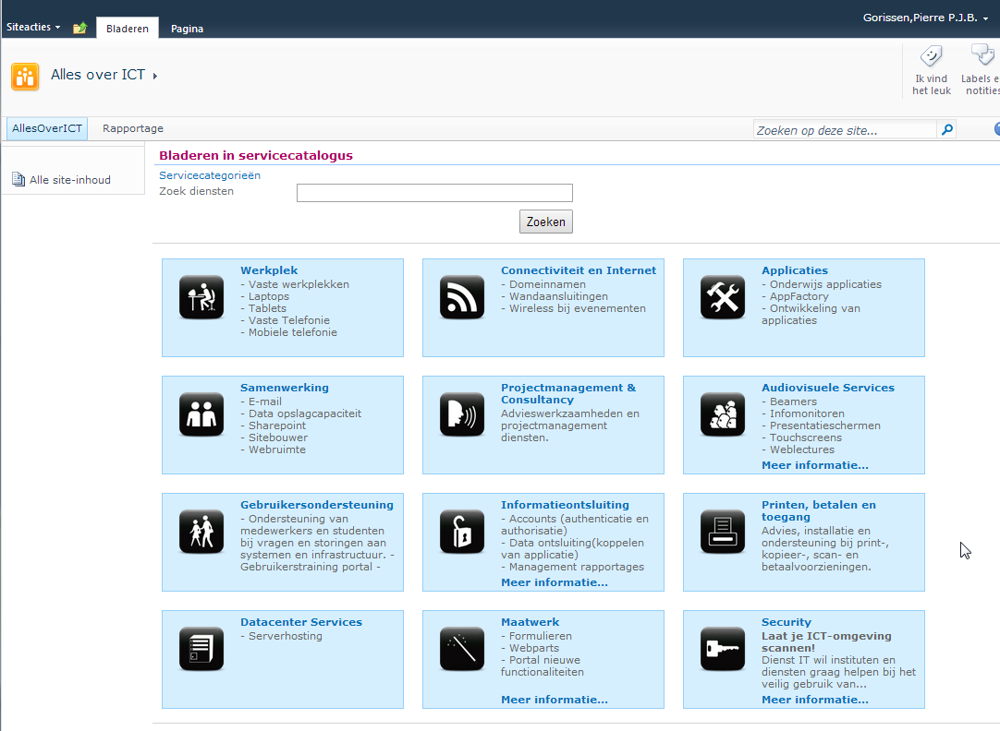 Gorissen,Pierre P.J.B.
Siteacties
Bladeren
Pagina
Alles over ICT
Ik vind
het leuk
Labels e
notities
AllesOverICT
Rapportage
Zoeken op deze site...
Alle site-inhoud
Bladeren in servicecatalogus
Servicecategorieën
Zoek diensten
Zoeken
Werkplek
- Vaste werkplekken
- Laptops
- Tablets
- Vaste Telefonie
- Mobiele telefonie
Connectiviteit en Internet
- Domeinnamen
- Wandaansluitingen
- Wireless bij evenementen
Applicaties
- Onderwijs applicaties
- AppFactory
- Ontwikkeling van
applicaties
Samenwerking
- E-mail
- Data opslagcapaciteit
- Sharepoint
- Sitebouwer
- Webruimte
Projectmanagement &
Consultancy
Advieswerkzaamheden en
projectmanagement
diensten.
Audiovisuele Services
- Beamers
- Infomonitoren
- Presentatieschermen
- Touchscreens
- Weblectures
Meer informatie...
Gebruikersondersteuning
- Ondersteuning van
medewerkers en studenten
bij vragen en storingen aan
systemen en infrastructuur. -
Gebruikerstraining portal -
Informatieontsluiting
- Accounts (authenticatie en
authorisatie)
- Data ontsluiting(koppelen
van applicatie)
- Management rapportages
Meer informatie...
Printen, betalen en
toegang
Advies, installatie en
ondersteuning bij print-,
kopieer-, scan- en
betaalvoorzieningen.
Datacenter Services
- Serverhosting
Maatwerk
- Formulieren
- Webparts
- Portal nieuwe
functionaliteiten
Meer informatie...
Security
Laat je ICT-omgeving
scannen!
Dienst IT wil instituten en
diensten graag helpen bij het
veilig gebruik van...
Meer informatie...